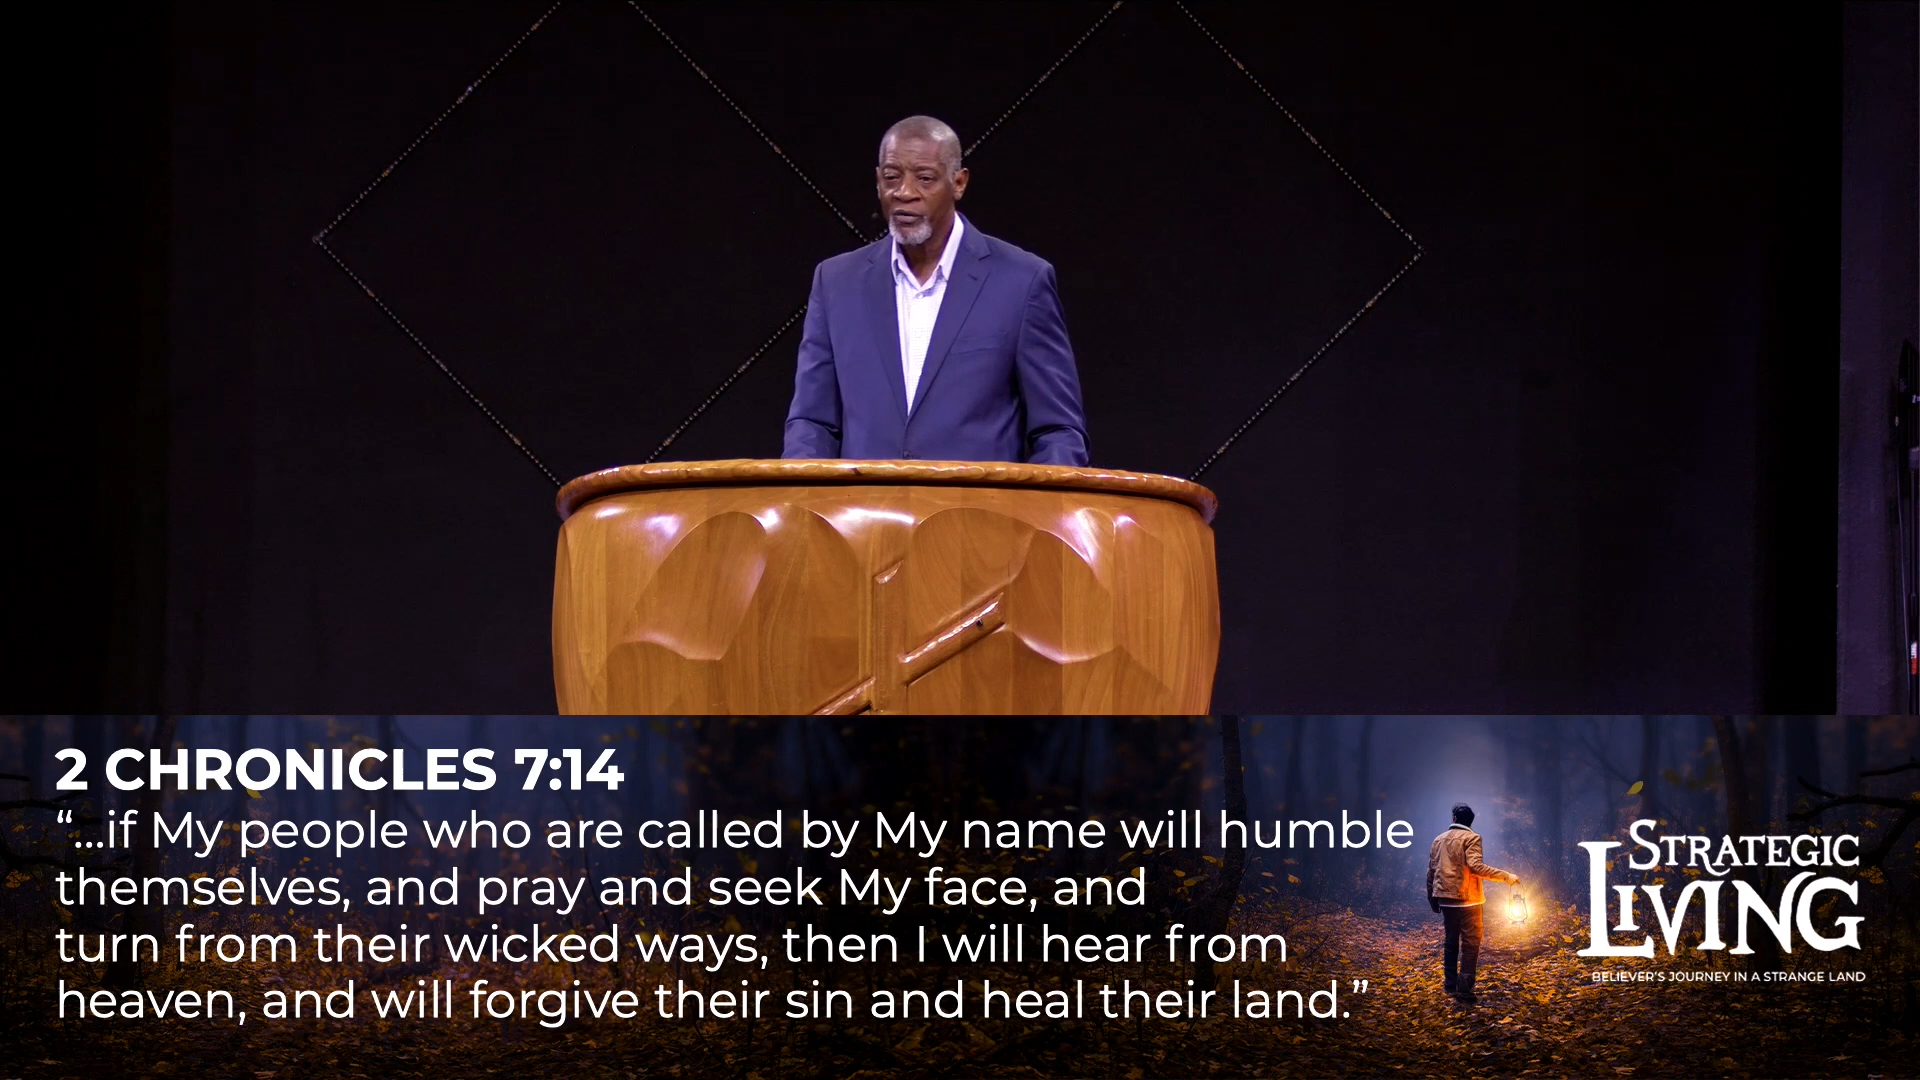 2 CHRONICLES 7:14
“...if My people who are called by My name will humble
themselves, and pray and seek My face, and
turn from their wicked ways, then I will hear from
heaven, and will forgive their sin and heal their land.”
STRATEGIC
LIVING
BELIEVER'S JOURNEY IN A STRANGE LAND